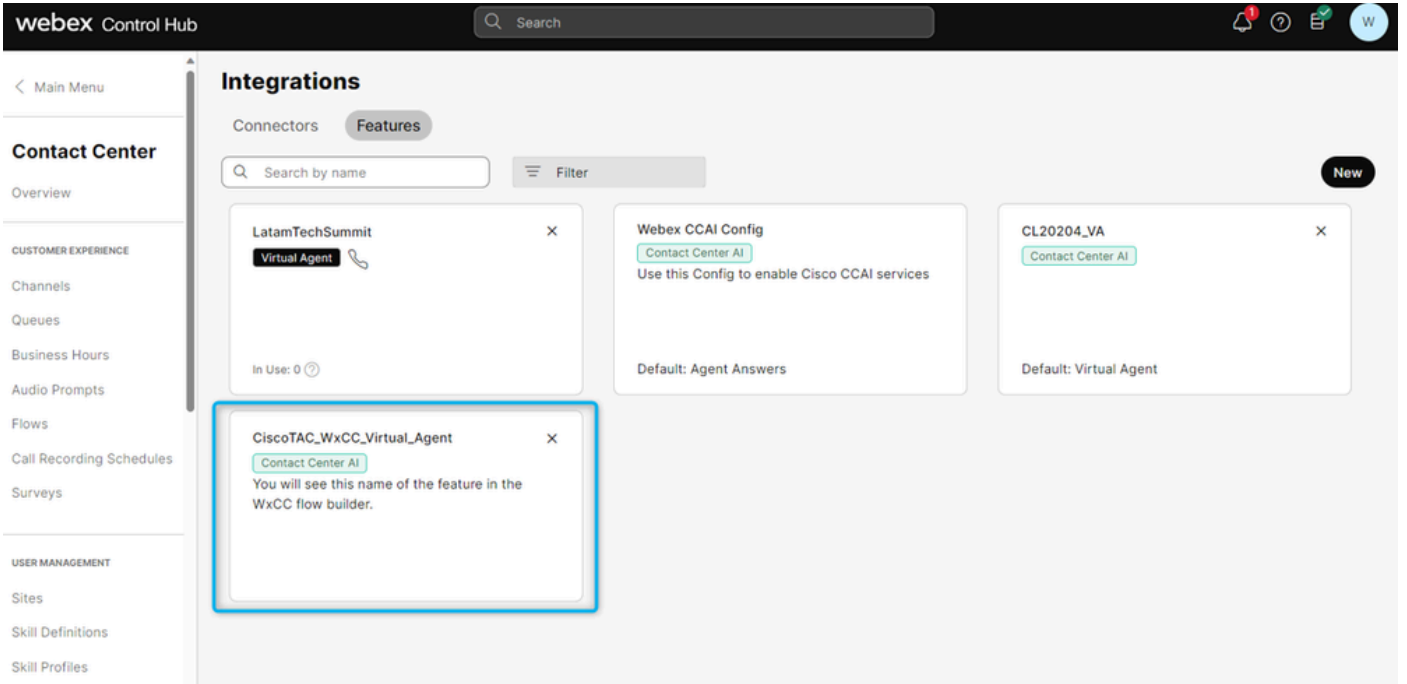 webex Control Hub
Search
1
W
Main Menu
Contact Center
Overview
CUSTOMER EXPERIENCE
Channels
Queues
Business Hours
Audio Prompts
Flows
Call Recording Schedules
Surveys
USER MANAGEMENT
Sites
Skill Definitions
Skill Profiles
Integrations
Connectors Features
Search by name
Filter
New
LatamTechSummit
Virtual Agent
In Use: 0
Webex CCAI Config
Contact Center AI
Use this Config to enable Cisco CCAI services
Default: Agent Answers
CL20204_VA
Contact Center AI
Default: Virtual Agent
CiscoTAC_WxCC_Virtual_Agent
Contact Center AI
You will see this name of the feature in the
WxCC flow builder.